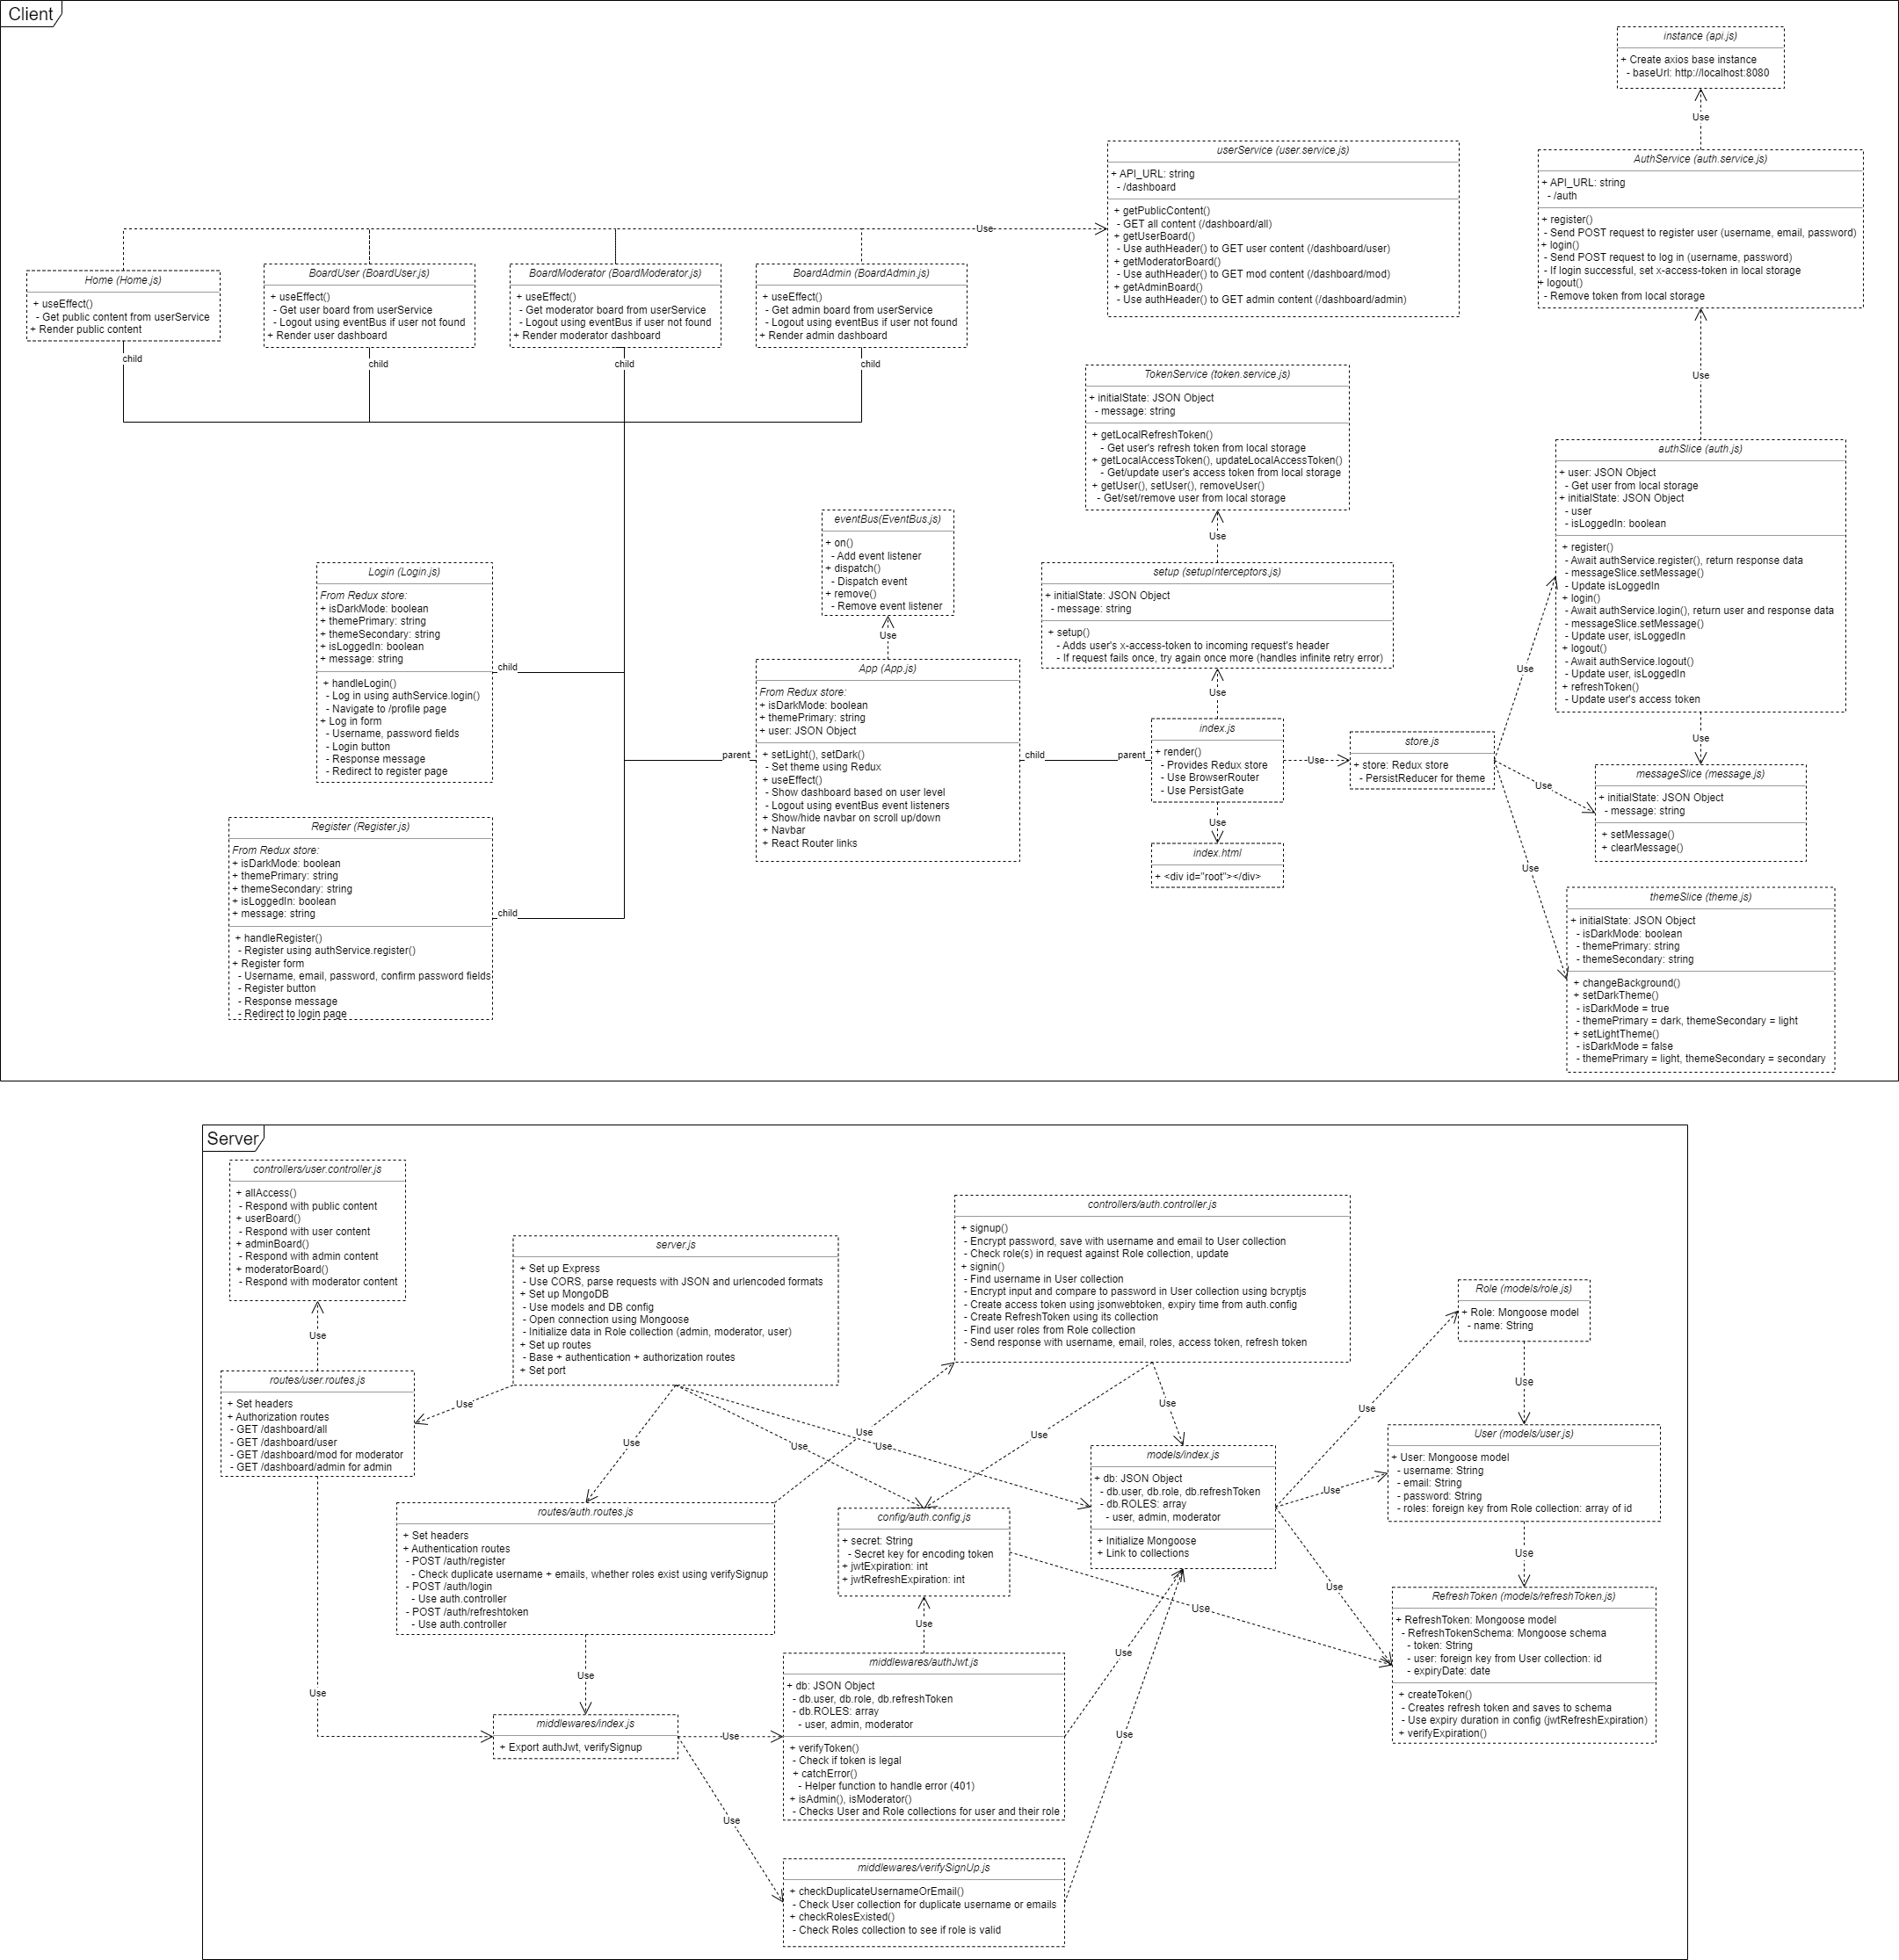 Client
instance (api.js)
+ Create axios base instance
- baseUrl: http://localhost:8080
Use
AuthService (auth.service.js)
+ API_URL: string
- /auth
+ register()
- Send POST request to register user (username, email, password)
+ login()
- Send POST request to log in (username, password)
- If login successful, set x-access-token in local storage
+ logout()
- Remove token from local storage
Use
userService (user.service.js)
+ API_URL: string
- /dashboard
+ getPublicContent()
- GET all content (/dashboard/all)
+ getUserBoard()
- Use authHeader() to GET user content (/dashboard/user)
+ getModeratorBoard()
- Use authHeader() to GET mod content (/dashboard/mod)
+ getAdminBoard()
- Use authHeader() to GET admin content (/dashboard/admin)
Use
Home (Home.js)
+ useEffect()
- Get public content from userService
+ Render public content
child
BoardUser (BoardUser.js)
+ useEffect()
- Get user board from userService
- Logout using eventBus if user not found
+ Render user dashboard
child
BoardModerator (BoardModerator.js)
+ useEffect()
- Get moderator board from userService
- Logout using eventBus if user not found
+ Render moderator dashboard
child
BoardAdmin (BoardAdmin.js)
+ useEffect()
- Get admin board from userService
- Logout using eventBus if user not found
+ Render admin dashboard
child
TokenService (token.service.js)
+ initialState: JSON Object
- message: string
+ getLocalRefreshToken()
- Get user's refresh token from local storage
+ getLocalAccessToken(), updateLocalAccessToken()
- Get/update user's access token from local storage
+ getUser(), setUser(), removeUser()
- Get/set/remove user from local storage
Use
authSlice (auth.js)
+ user: JSON Object
- Get user from local storage
+ initialState: JSON Object
- user
- isLoggedIn: boolean
+ register()
- Await authService.register(), return response data
- messageSlice.setMessage()
- Update isLoggedIn
+ login()
- Await authService.login(), return user and response data
- messageSlice.setMessage()
- Update user, isLoggedIn
+ logout()
- Await authService.logout()
- Update user, isLoggedIn
+ refreshToken()
- Update user's access token
Use
eventBus(EventBus.js)
+ on()
- Add event listener
+ dispatch()
- Dispatch event
+ remove()
- Remove event listener
Use
setup (setupInterceptors.js)
+ initialState: JSON Object
- message: string
+ setup()
- Adds user's x-access-token to incoming request's header
- If request fails once, try again once more (handles infinite retry error)
Use
Login (Login.js)
From Redux store:
+ isDarkMode: boolean
+ themePrimary: string
+ themeSecondary: string
+ isLoggedIn: boolean
+ message: string
+ handleLogin()
- Log in using authService.login()
- Navigate to /profile page
+ Log in form
- Username, password fields
- Login button
- Response message
- Redirect to register page
child
App (App.js)
From Redux store:
+ isDarkMode: boolean
+ themePrimary: string
+ user: JSON Object
+ setLight(), setDark()
- Set theme using Redux
+ useEffect()
- Show dashboard based on user level
- Logout using eventBus event listeners
+ Show/hide navbar on scroll up/down
+ Navbar
+ React Router links
parent
child
parent
index.js
+ render()
- Provides Redux store
- Use BrowserRouter
- Use PersistGate
Use
Use
index.html
+ <div id="root"></div>
store.js
+ store: Redux store
- PersistReducer for theme
Use
Use
Use
messageSlice (message.js)
+ initialState: JSON Object
- message: string
+ setMessage()
+ clearMessage()
themeSlice (theme.js)
+ initialState: JSON Object
- isDarkMode: boolean
- themePrimary: string
- themeSecondary: string
+ changeBackground()
+ setDarkTheme()
- isDarkMode = true
- themePrimary = dark, themeSecondary = light
+ setLightTheme()
- isDarkMode = false
- themePrimary = light, themeSecondary = secondary
Register (Register.js)
From Redux store:
+ isDarkMode: boolean
+ themePrimary: string
+ themeSecondary: string
+ isLoggedIn: boolean
+ message: string
+ handleRegister()
- Register using authService.register()
+ Register form
- Username, email, password, confirm password fields
- Register button
- Response message
- Redirect to login page
child
Server
controllers/user.controller.js
+ allAccess()
- Respond with public content
+ userBoard()
- Respond with user content
+ adminBoard()
- Respond with admin content
+ moderatorBoard()
- Respond with moderator content
Use
routes/user.routes.js
+ Set headers
+ Authorization routes
- GET /dashboard/all
- GET /dashboard/user
- GET /dashboard/mod for moderator
- GET /dashboard/admin for admin
Use
server.js
+ Set up Express
- Use CORS, parse requests with JSON and urlencoded formats
+ Set up MongoDB
- Use models and DB config
- Open connection using Mongoose
- Initialize data in Role collection (admin, moderator, user)
+ Set up routes
- Base + authentication + authorization routes
+ Set port
Use
Use
Use
Use
controllers/auth.controller.js
+ signup()
- Encrypt password, save with username and email to User collection
- Check role(s) in request against Role collection, update
+ signin()
- Find username in User collection
- Encrypt input and compare to password in User collection using bcryptjs
- Create access token using jsonwebtoken, expiry time from auth.config
- Create RefreshToken using its collection
- Find user roles from Role collection
- Send response with username, email, roles, access token, refresh token
Use
Use
Use
Role (models/role.js)
+ Role: Mongoose model
- name: String
Use
Use
User (models/user.js)
+ User: Mongoose model
- username: String
- email: String
- password: String
- roles: foreign key from Role collection: array of id
Use
Use
models/index.js
+ db: JSON Object
- db.user, db.role, db.refreshToken
- db.ROLES: array
- user, admin, moderator
+ Initialize Mongoose
+ Link to collections
Use
routes/auth.routes.js
+ Set headers
+ Authentication routes
- POST /auth/register
- Check duplicate username + emails, whether roles exist using verifySignup
- POST /auth/login
- Use auth.controller
- POST /auth/refreshtoken
- Use auth.controller
Use
config/auth.config.js
+ secret: String
- Secret key for encoding token
+ jwtExpiration: int
+ jwtRefreshExpiration: int
Use
Use
RefreshToken (models/refreshToken.js)
+ RefreshToken: Mongoose model
- RefreshTokenSchema: Mongoose schema
- token: String
- user: foreign key from User collection: id
- expiryDate: date
+ createToken()
- Creates refresh token and saves to schema
- Use expiry duration in config (jwtRefreshExpiration)
+ verifyExpiration()
middlewares/index.js
+ Export authJwt, verifySignup
Use
Use
middlewares/authJwt.js
+ db: JSON Object
- db.user, db.role, db.refreshToken
- db.ROLES: array
- user, admin, moderator
+ verifyToken()
- Check if token is legal
+ catchError()
- Helper function to handle error (401)
+ isAdmin(), isModerator()
- Checks User and Role collections for user and their role
Use
Use
middlewares/verifySignUp.js
+ checkDuplicateUsernameOrEmail()
- Check User collection for duplicate username or emails
+ checkRolesExisted()
- Check Roles collection to see if role is valid